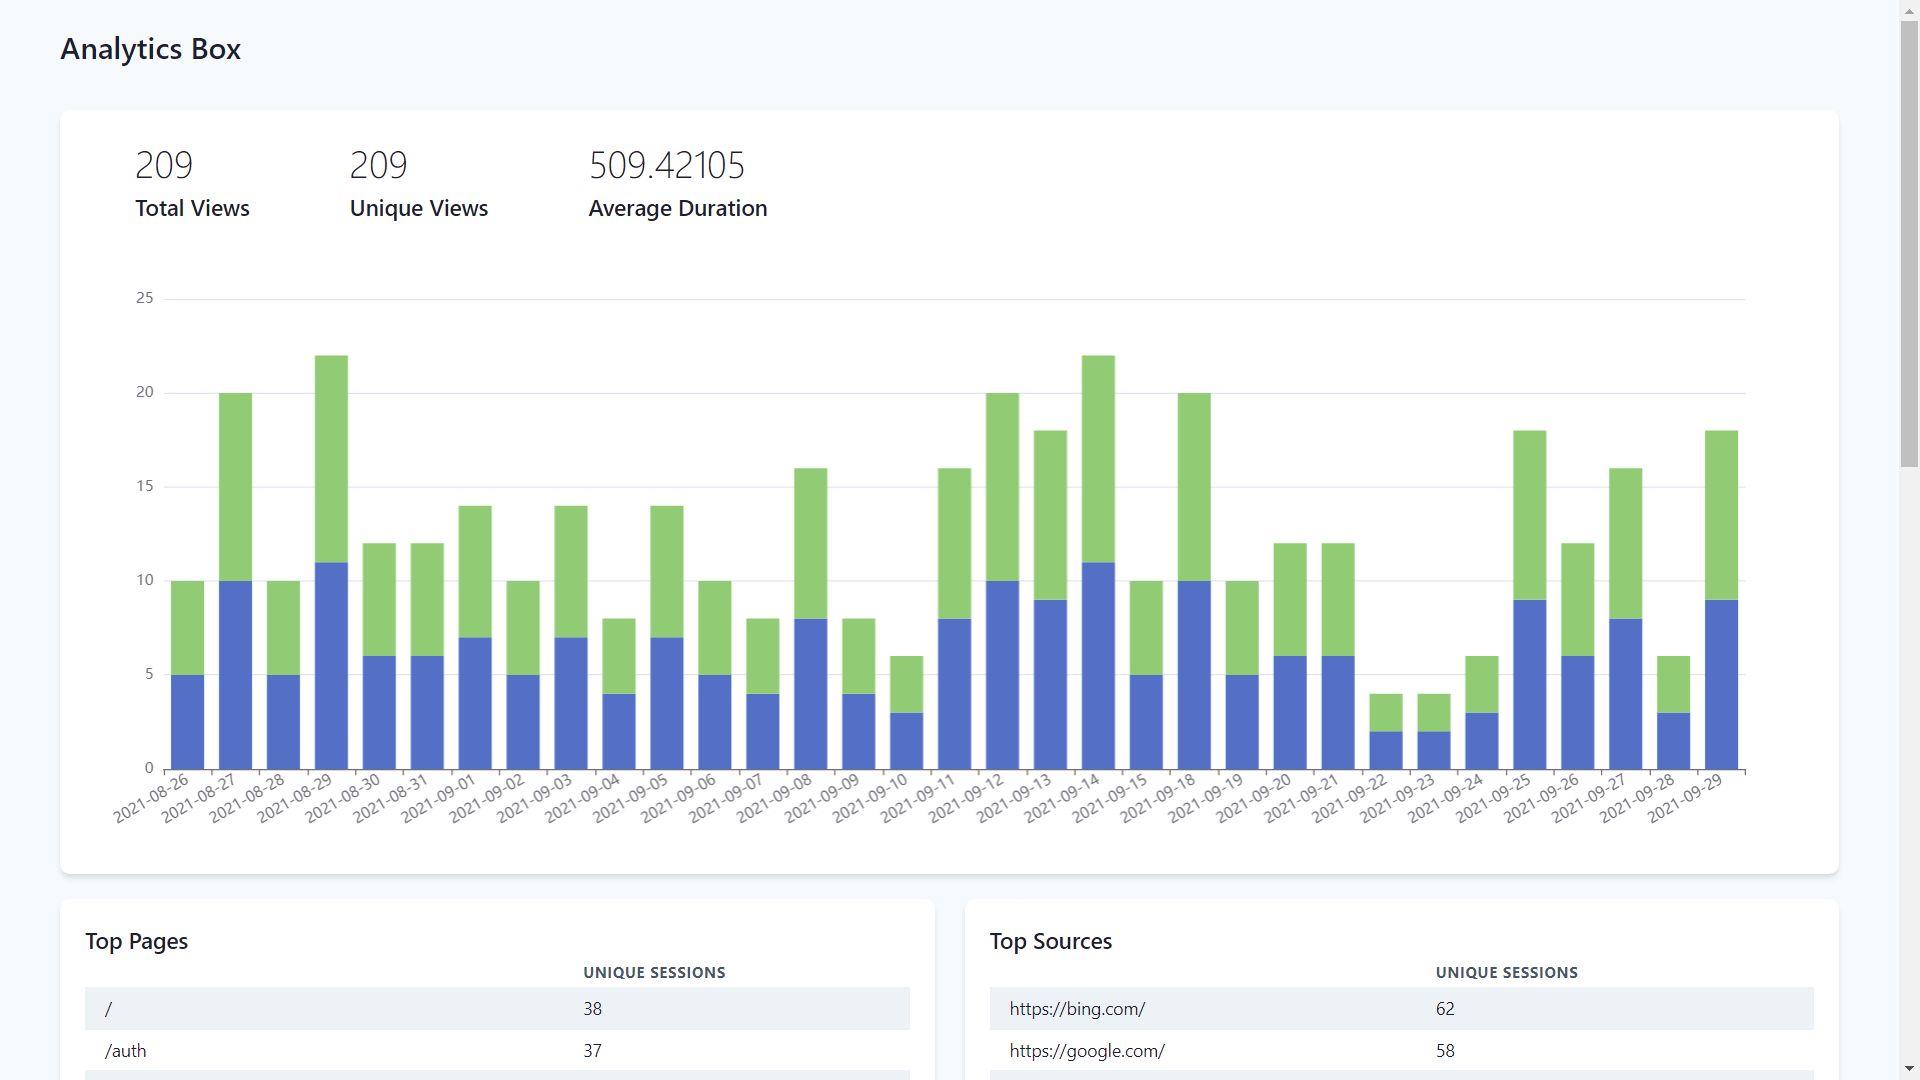 Analytics Box
209 209 509.42105
Total Views Unique Views Average Duration
25
20
15
10
5
0
2021-08-26 2021-08-27 2021-08-28 2021-08-29 2021-08-30 2021-08-31 2021-09-01 2021-09-02 2021-09-03 2021-09-04 2021-09-05 2021-09-06 2021-09-07 2021-09-08 2021-09-09 2021-09-10 2021-09-11 2021-09-12 2021-09-13 2021-09-14 2021-09-15 2021-09-18 2021-09-19 2021-09-20 2021-09-21 2021-09-22 2021-09-23 2021-09-24 2021-09-25 2021-09-26 2021-09-27 2021-09-28 2021-09-29
Top Pages
UNIQUE SESSIONS
/ 38
/auth 37
Top Sources
UNIQUE SESSIONS
https://bing.com/ 62
https://google.com/ 58